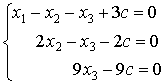 x₁ − x₂ − x₃ + 3c = 0
2x₂ − x₃ − 2c = 0
9x₃ − 9c = 0